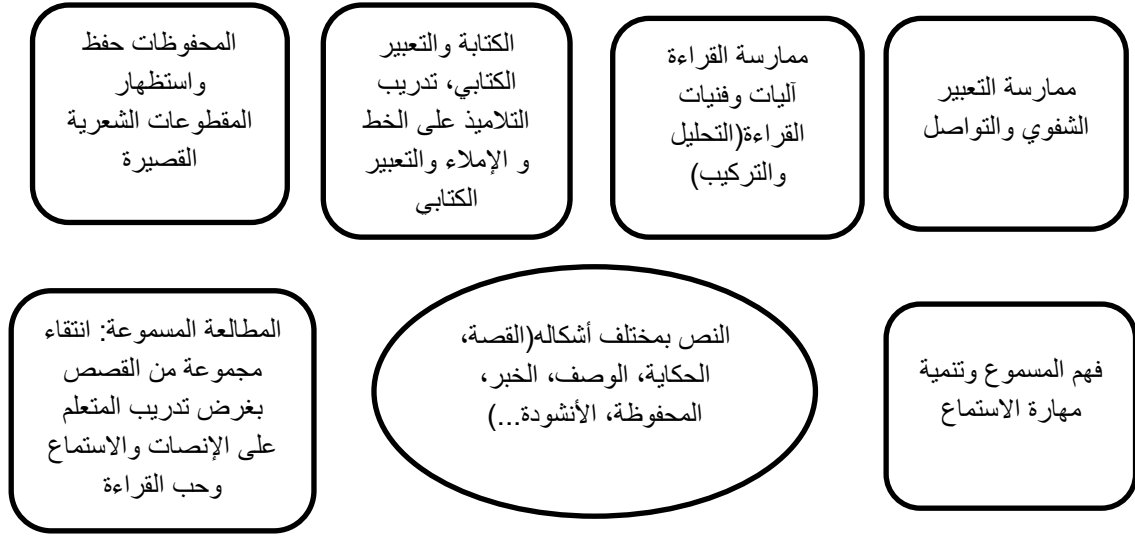 ممارسة التعبير
الشفوي والتواصل
ممارسة القراءة
آليات وفنيات
القراءة(التحليل
والتركيب)
الكتابة والتعبير
الكتابي، تدريب
التلاميذ على الخط
و الإملاء والتعبير
الكتابي
المحفوظات حفظ
واستظهار
المقطوعات الشعرية
القصيرة
فهم المسموع وتنمية
مهارة الاستماع
النص بمختلف أشكاله(القصة،
الحكاية، الوصف، الخبر،
المحفوظة، الأنشودة...)
المطالعة المسموعة: انتقاء
مجموعة من القصص
بغرض تدريب المتعلم
على الإنصات والاستماع
وحب القراءة